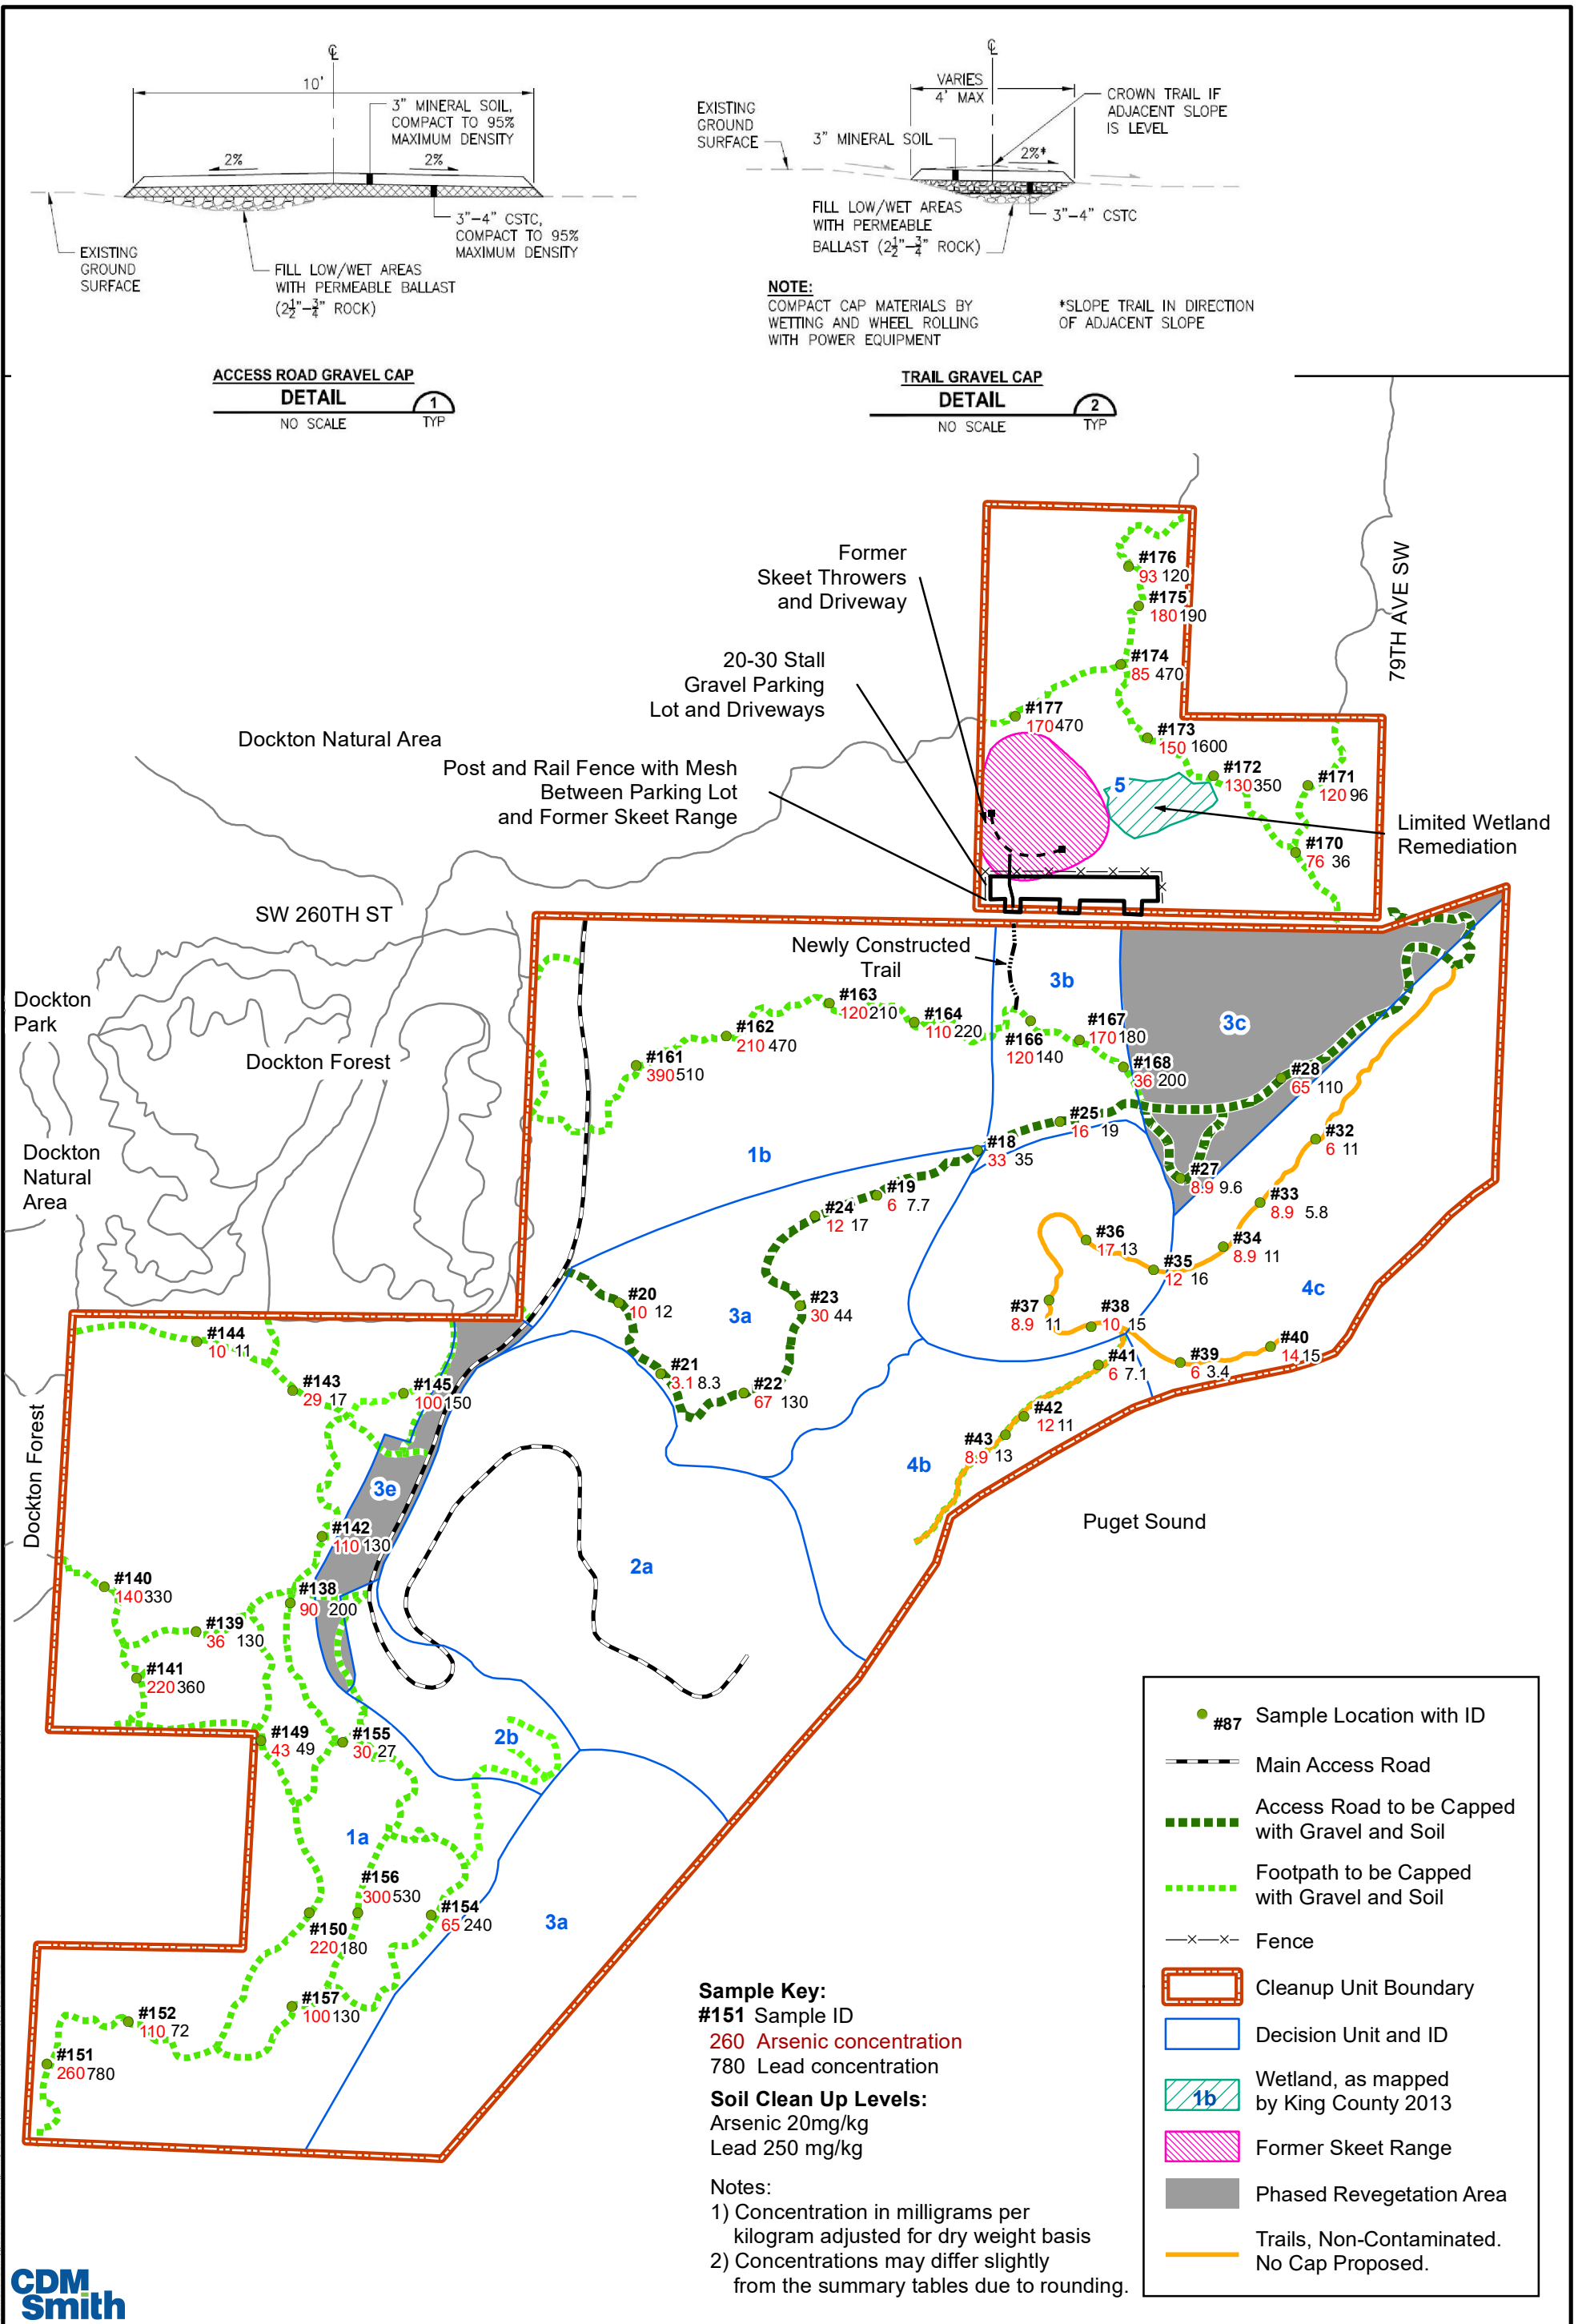 ℄
10'
3" MINERAL SOIL,
COMPACT TO 95%
MAXIMUM DENSITY
2%
2%
3"–4" CSTC,
COMPACT TO 95%
MAXIMUM DENSITY
EXISTING
GROUND
SURFACE
FILL LOW/WET AREAS
WITH PERMEABLE BALLAST
(2½"–¾" ROCK)
ACCESS ROAD GRAVEL CAP
DETAIL
1
NO SCALE
TYP
℄
VARIES
4' MAX
CROWN TRAIL IF
ADJACENT SLOPE
IS LEVEL
EXISTING
GROUND
SURFACE
3" MINERAL SOIL
2%*
FILL LOW/WET AREAS
WITH PERMEABLE
BALLAST (2½"–¾" ROCK)
3"–4" CSTC
NOTE:
COMPACT CAP MATERIALS BY
WETTING AND WHEEL ROLLING
WITH POWER EQUIPMENT
*SLOPE TRAIL IN DIRECTION
OF ADJACENT SLOPE
TRAIL GRAVEL CAP
DETAIL
2
NO SCALE
TYP
79TH AVE SW
Former
Skeet Throwers
and Driveway
20-30 Stall
Gravel Parking
Lot and Driveways
Post and Rail Fence with Mesh
Between Parking Lot
and Former Skeet Range
Dockton Natural Area
#176
93 120
#175
180 190
#174
85 470
#177
170 470
#173
150 1600
#172
130 350
5
#171
120 96
#170
76 36
Limited Wetland
Remediation
SW 260TH ST
Newly Constructed
Trail
Dockton
Park
Dockton Forest
Dockton
Natural
Area
Dockton Forest
#163
120 210
#164
110 220
#162
210 470
#161
390 510
3b
#166
120 140
#167
170 180
#168
36 200
3c
#28
65 110
#25
16 19
#18
33 35
1b
#32
6 11
#27
8.9 9.6
#19
6 7.7
#24
12 17
#33
8.9 5.8
#36
17 13
#34
8.9 11
#35
12 16
4c
#20
10 12
3a
#23
30 44
#37
8.9 11
#38
10 15
#40
14 15
#39
6 3.4
#41
6 7.1
#21
3.1 8.3
#22
67 130
#42
12 11
#43
8.9 13
4b
Puget Sound
#144
10 11
#143
29 17
#145
100 150
3e
#142
110 130
2a
#140
140 330
#138
90 200
#139
36 130
#141
220 360
#149
43 49
#155
30 27
2b
1a
#156
300 530
#154
65 240
3a
#150
220 180
#157
100 130
#152
110 72
#151
260 780
Sample Key:
#151 Sample ID
260 Arsenic concentration
780 Lead concentration
Soil Clean Up Levels:
Arsenic 20mg/kg
Lead 250 mg/kg
Notes:
1) Concentration in milligrams per
kilogram adjusted for dry weight basis
2) Concentrations may differ slightly
from the summary tables due to rounding.
#87 Sample Location with ID
Main Access Road
Access Road to be Capped
with Gravel and Soil
Footpath to be Capped
with Gravel and Soil
Fence
Cleanup Unit Boundary
Decision Unit and ID
1b
Wetland, as mapped
by King County 2013
Former Skeet Range
Phased Revegetation Area
Trails, Non-Contaminated.
No Cap Proposed.
CDM
Smith